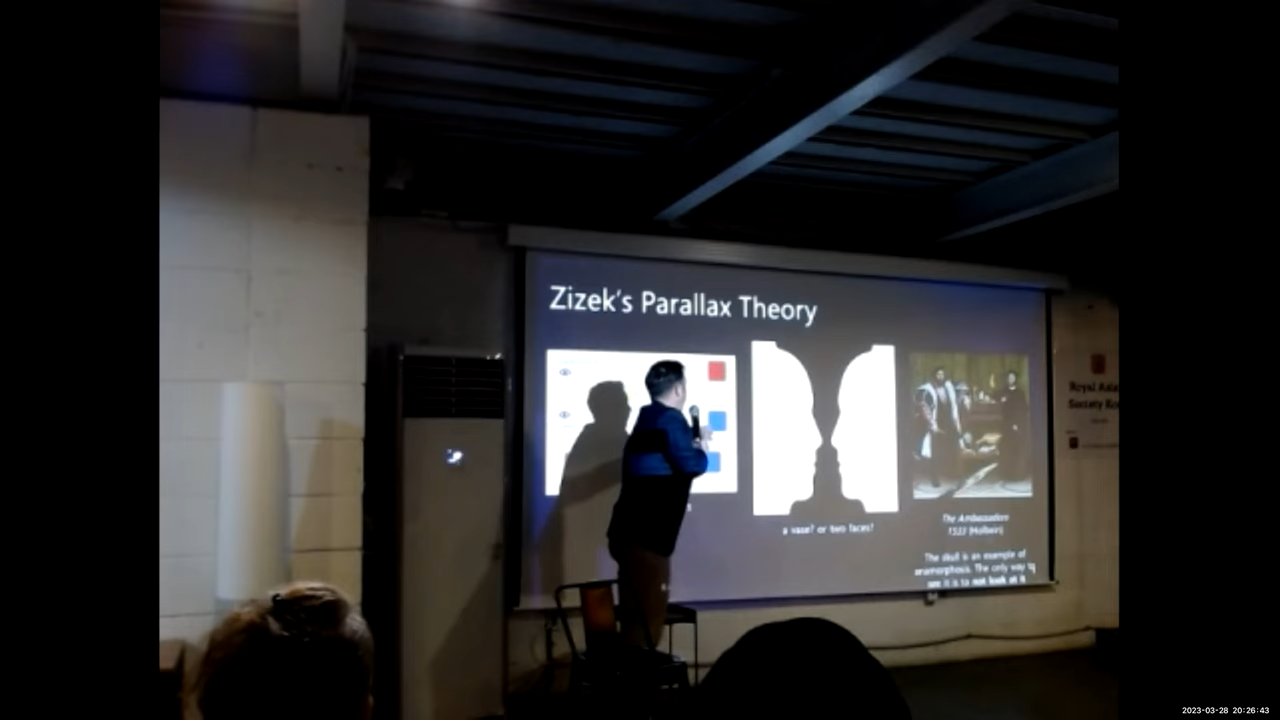 Zizek's Parallax Theory
a vase? or two faces?
The Ambassadors
1533 (Holbein)
The skull is an example of
anamorphosis. The only way to
see it is to not look at it
Royal Asia
Society Ko
2023-03-28 20:26:43